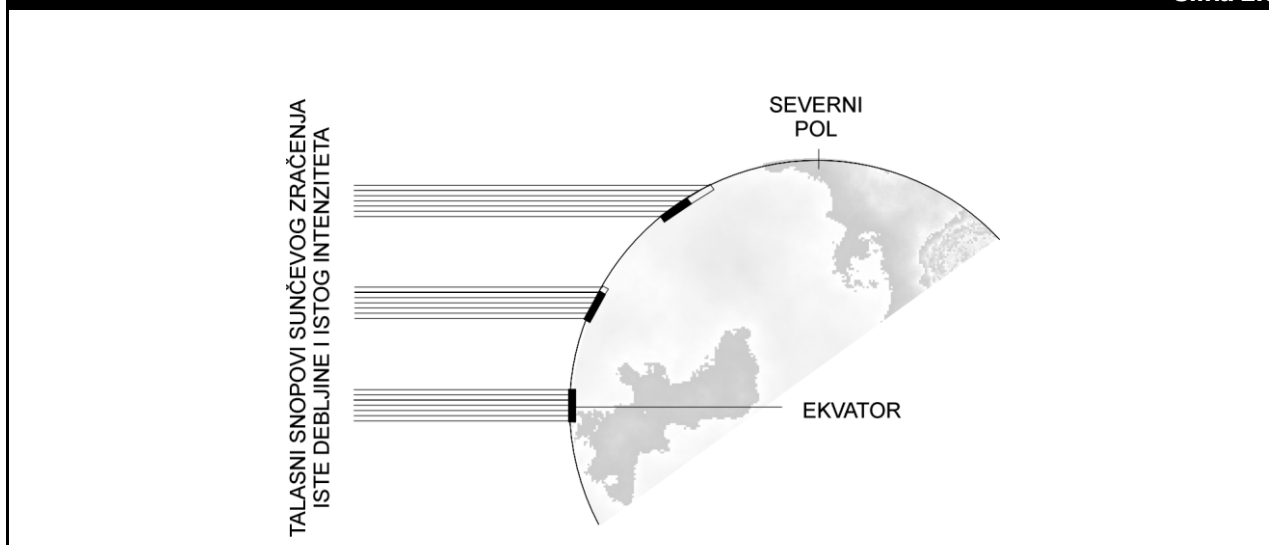 TALASNI SNOPOVI SUNČEVOG ZRAČENJA
ISTE DEBLJINE I ISTOG INTENZITETA
SEVERNI
POL
EKVATOR